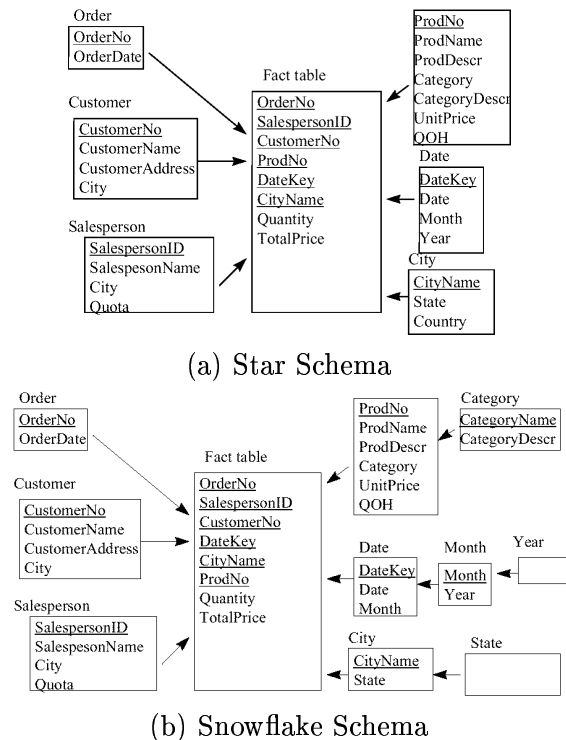 Order
OrderNo
OrderDate
Customer
CustomerNo
CustomerName
CustomerAddress
City
Salesperson
SalespersonID
SalespesonName
City
Quota
Fact table
OrderNo
SalespersonID
CustomerNo
ProdNo
DateKey
CityName
Quantity
TotalPrice
ProdNo
ProdName
ProdDescr
Category
CategoryDescr
UnitPrice
QOH
Date
DateKey
Date
Month
Year
City
CityName
State
Country
(a) Star Schema
Order
OrderNo
OrderDate
Customer
CustomerNo
CustomerName
CustomerAddress
City
Salesperson
SalespersonID
SalespesonName
City
Quota
Fact table
OrderNo
SalespersonID
CustomerNo
DateKey
CityName
ProdNo
Quantity
TotalPrice
ProdNo
ProdName
ProdDescr
Category
UnitPrice
QOH
Category
CategoryName
CategoryDescr
Date
DateKey
Date
Month
Month
Month
Year
Year
City
CityName
State
State
(b) Snowflake Schema